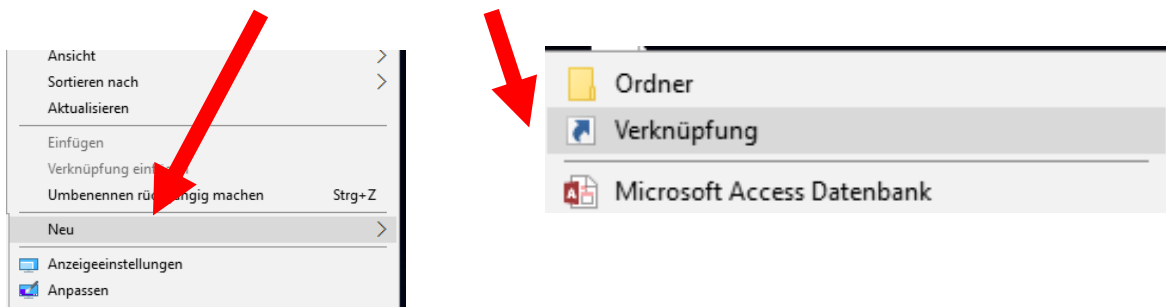 Ansicht
Sortieren nach
Aktualisieren
Einfügen
Verknüpfung
Umbenennen machen Strg+Z
Neu
Anzeigeeinstellungen
Anpassen
Ordner
Verknüpfung
Microsoft Access Datenbank